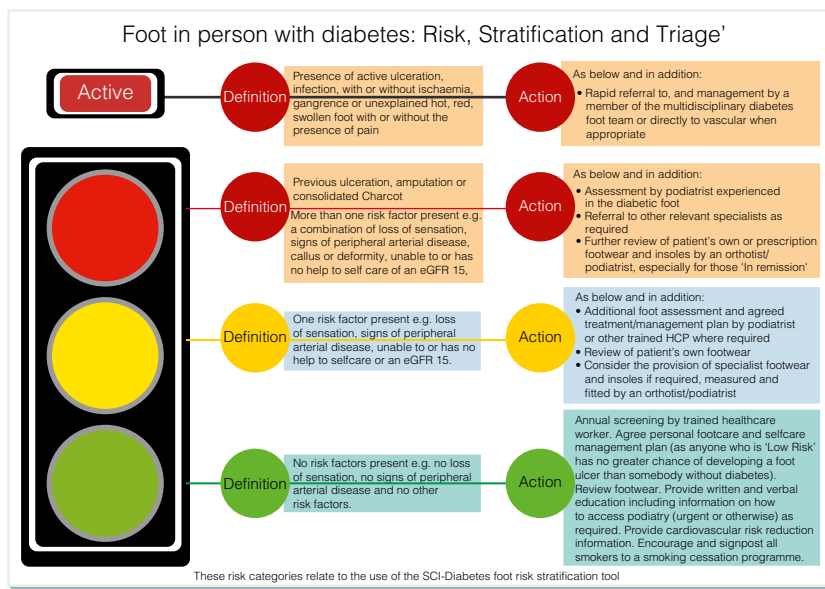 Foot in person with diabetes: Risk, Stratification and Triage’
Active
Definition
Presence of active ulceration,
infection, with or without ischaemia,
gangrence or unexplained hot, red,
swollen foot with or without the
presence of pain
Action
As below and in addition:
• Rapid referral to, and management by a
member of the multidisciplinary diabetes
foot team or directly to vascular when
appropriate
Definition
Previous ulceration, amputation or
consolidated Charcot
More than one risk factor present e.g.
a combination of loss of sensation,
signs of peripheral arterial disease,
callus or deformity, unable to or has
no help to self care of an eGFR 15,
Action
As below and in addition:
• Assessment by podiatrist experienced
in the diabetic foot
• Referral to other relevant specialists as
required
• Further review of patient’s own or prescription
footwear and insoles by an orthotist/
podiatrist, especially for those ‘In remission‘
Definition
One risk factor present e.g. loss
of sensation, signs of peripheral
arterial disease, unable to or has no
help to selfcare or an eGFR 15.
Action
As below and in addition:
• Additional foot assessment and agreed
treatment/management plan by podiatrist
or other trained HCP where required
• Review of patient’s own footwear
• Consider the provision of specialist footwear
and insoles if required, measured and
fitted by an orthotist/podiatrist
Definition
No risk factors present e.g. no loss
of sensation, no signs of peripheral
arterial disease and no other
risk factors.
Action
Annual screening by trained healthcare
worker. Agree personal footcare and selfcare
management plan (as anyone who is ‘Low Risk’
has no greater chance of developing a foot
ulcer than somebody without diabetes).
Review footwear. Provide written and verbal
education including information on how
to access podiatry (urgent or otherwise) as
required. Provide cardiovascular risk reduction
information. Encourage and signpost all
smokers to a smoking cessation programme.
These risk categories relate to the use of the SCI-Diabetes foot risk stratification tool